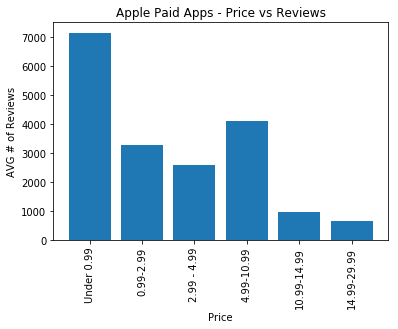 Apple Paid Apps - Price vs Reviews
AVG # of Reviews
7000
6000
5000
4000
3000
2000
1000
0
Under 0.99
0.99-2.99
2.99 - 4.99
4.99-10.99
10.99-14.99
14.99-29.99
Price